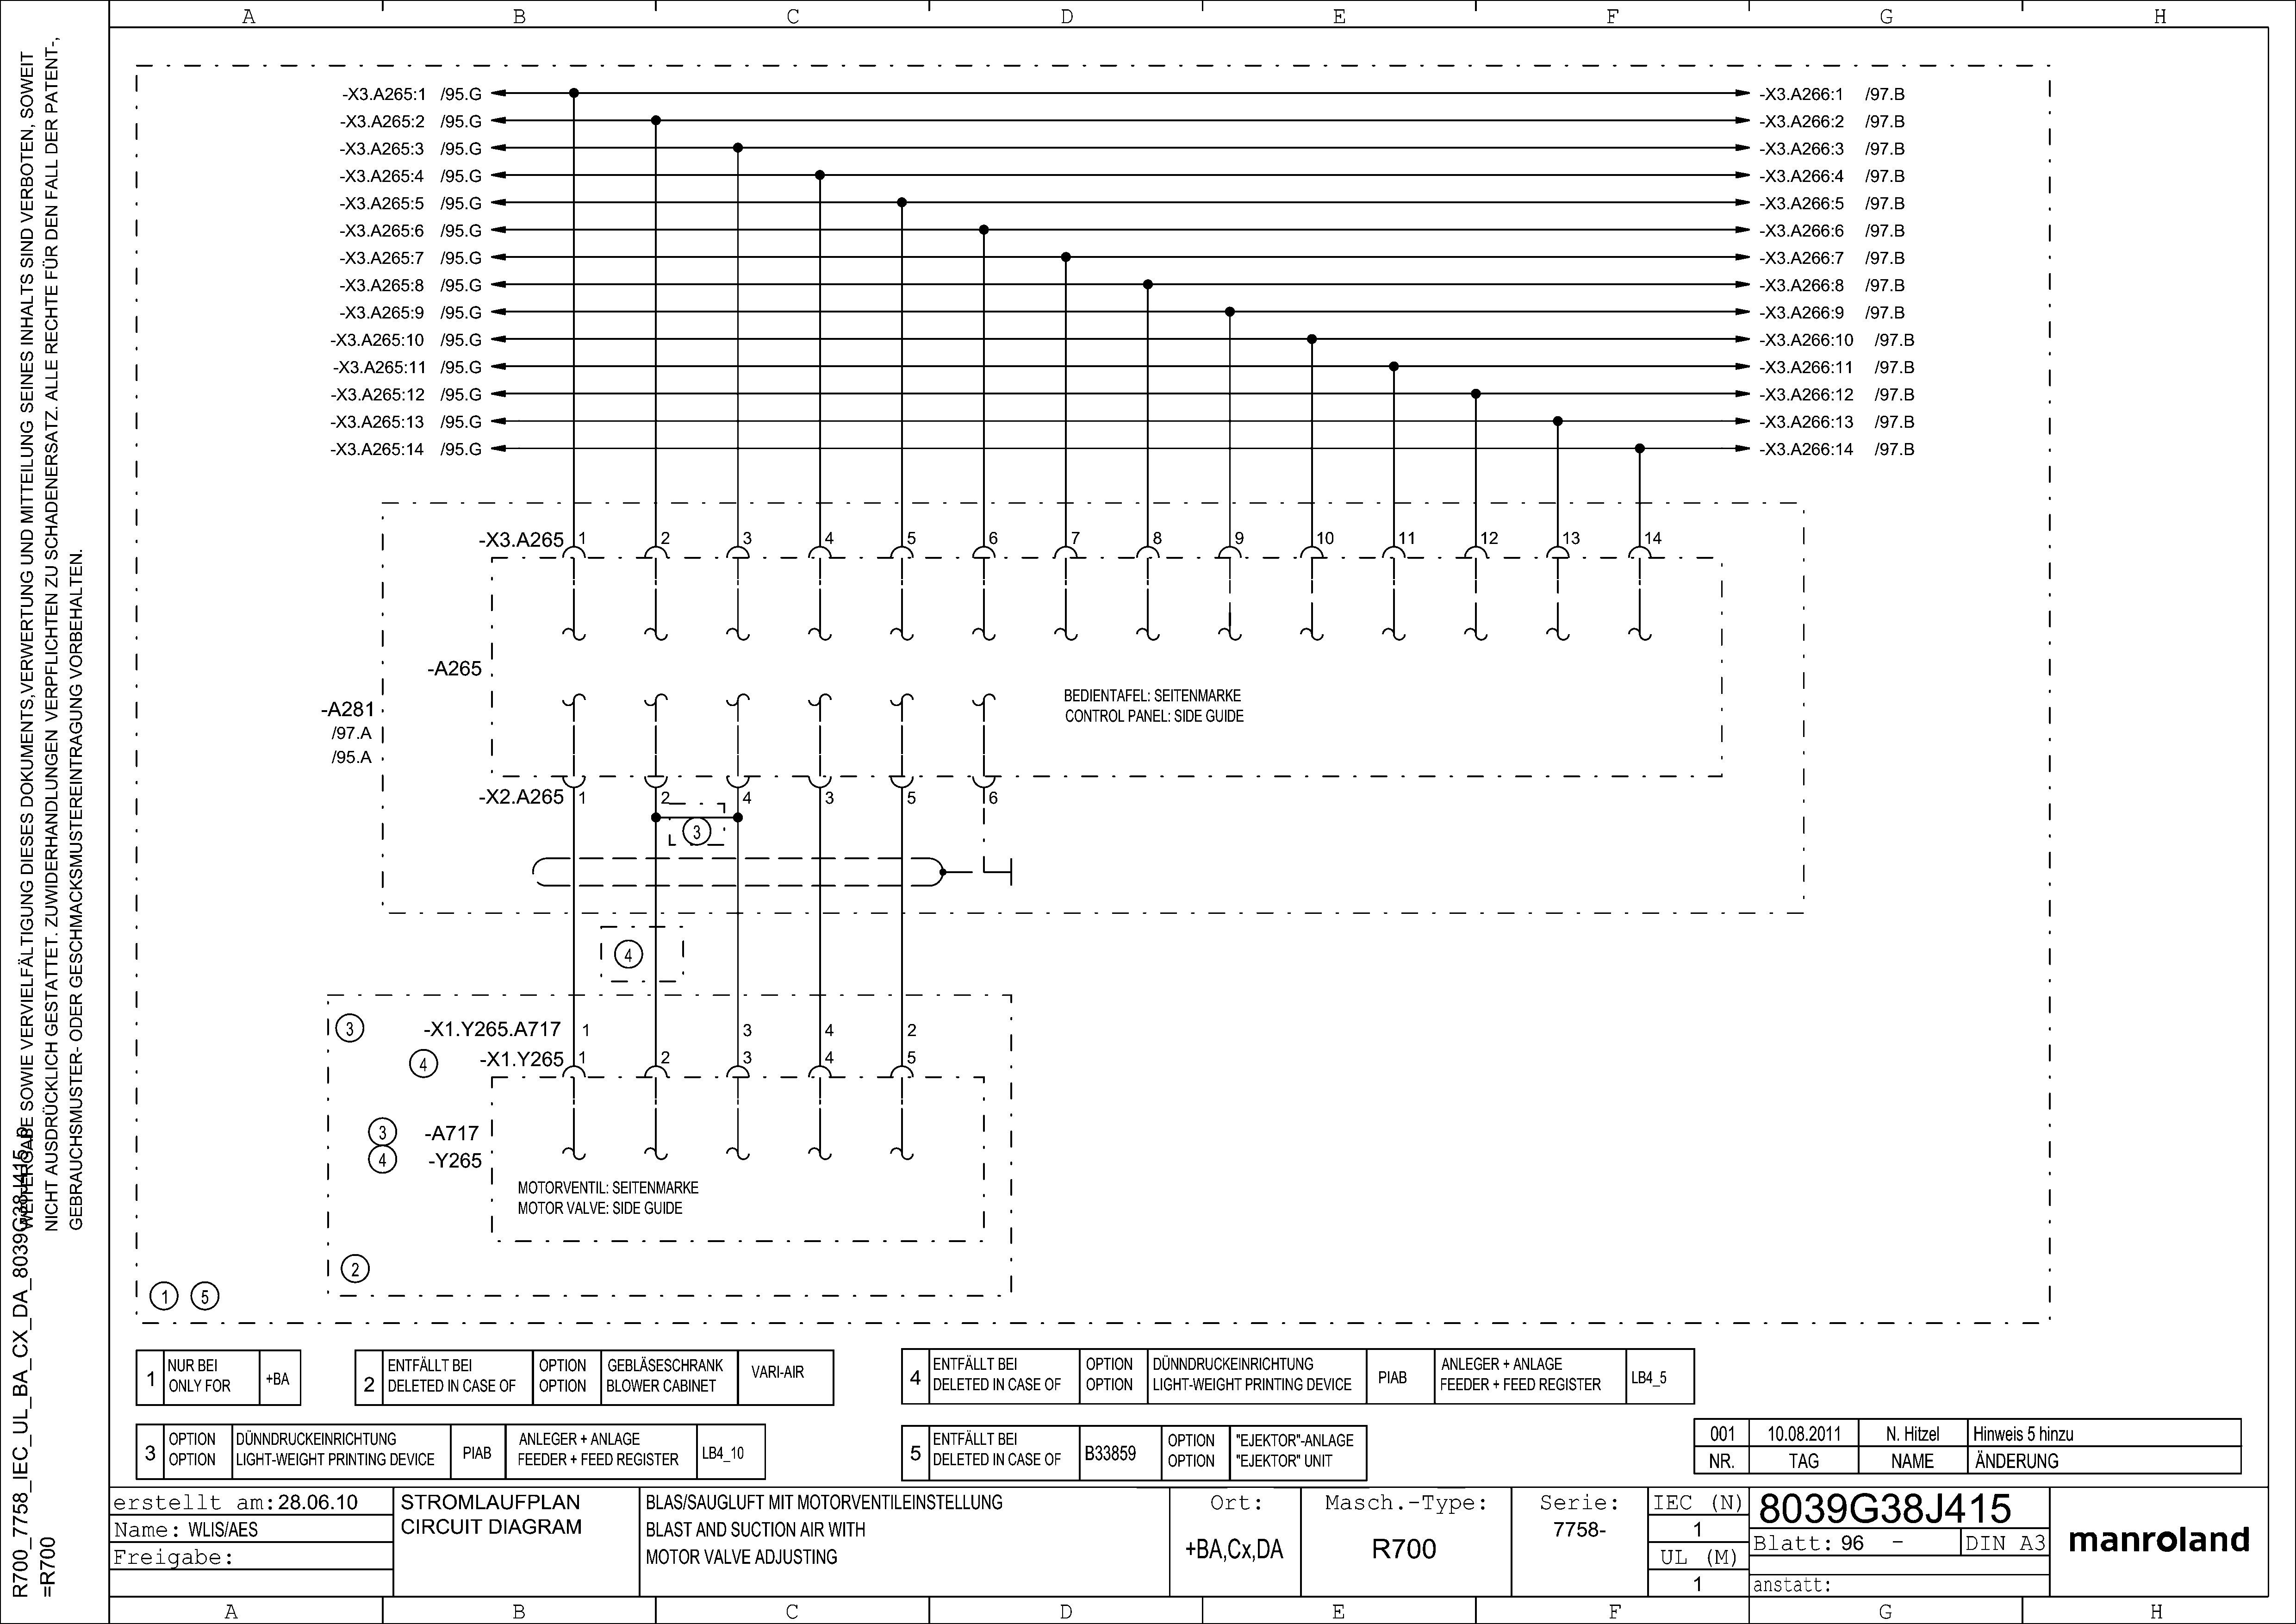 A B C D E F G H
-X3.A265:1 /95.G -X3.A266:1 /97.B
-X3.A265:2 /95.G -X3.A266:2 /97.B
-X3.A265:3 /95.G -X3.A266:3 /97.B
-X3.A265:4 /95.G -X3.A266:4 /97.B
-X3.A265:5 /95.G -X3.A266:5 /97.B
-X3.A265:6 /95.G -X3.A266:6 /97.B
-X3.A265:7 /95.G -X3.A266:7 /97.B
-X3.A265:8 /95.G -X3.A266:8 /97.B
-X3.A265:9 /95.G -X3.A266:9 /97.B
-X3.A265:10 /95.G -X3.A266:10 /97.B
-X3.A265:11 /95.G -X3.A266:11 /97.B
-X3.A265:12 /95.G -X3.A266:12 /97.B
-X3.A265:13 /95.G -X3.A266:13 /97.B
-X3.A265:14 /95.G -X3.A266:14 /97.B
-X3.A265 1 2 3 4 5 6 7 8 9 10 11 12 13 14
-A265
BEDIENTAFEL: SEITENMARKE
CONTROL PANEL: SIDE GUIDE
-A281
/97.A
/95.A
-X2.A265 1 2 4 3 5 6
3
4
3 -X1.Y265.A717 1 3 4 2
4 -X1.Y265 1 2 3 4 5
3 -A717
4 -Y265
MOTORVENTIL: SEITENMARKE
MOTOR VALVE: SIDE GUIDE
2
1 5
1 NUR BEI +BA
ONLY FOR
2 ENTFÄLLT BEI OPTION GEBLÄSESCHRANK VARI-AIR
DELETED IN CASE OF OPTION BLOWER CABINET
4 ENTFÄLLT BEI OPTION DÜNNDRUCKEINRICHTUNG PIAB ANLEGER + ANLAGE LB4_5
DELETED IN CASE OF OPTION LIGHT-WEIGHT PRINTING DEVICE FEEDER + FEED REGISTER
3 OPTION DÜNNDRUCKEINRICHTUNG PIAB ANLEGER + ANLAGE LB4_10
OPTION LIGHT-WEIGHT PRINTING DEVICE FEEDER + FEED REGISTER
5 ENTFÄLLT BEI B33859 OPTION "EJEKTOR"-ANLAGE
DELETED IN CASE OF OPTION "EJEKTOR" UNIT
001 10.08.2011 N. Hitzel Hinweis 5 hinzu
NR. TAG NAME ÄNDERUNG
erstellt am: 28.06.10
Name: WLIS/AES
Freigabe:
STROMLAUFPLAN
CIRCUIT DIAGRAM
BLAS/SAUGLUFT MIT MOTORVENTILEINSTELLUNG
BLAST AND SUCTION AIR WITH
MOTOR VALVE ADJUSTING
Ort:
+BA,Cx,DA
Masch.-Type:
R700
Serie:
7758-
IEC (N)
1
UL (M)
1
8039G38J415
Blatt: 96 - DIN A3
anstatt:
manroland
A B C D E F G H
WEITERGABE SOWIE VERVIELFÄLTIGUNG DIESES DOKUMENTS,VERWERTUNG UND MITTEILUNG SEINES INHALTS SIND VERBOTEN, SOWEIT
NICHT AUSDRÜCKLICH GESTATTET. ZUWIDERHANDLUNGEN VERPFLICHTEN ZU SCHADENERSATZ. ALLE RECHTE FÜR DEN FALL DER PATENT-,
GEBRAUCHSMUSTER- ODER GESCHMACKSMUSTEREINTRAGUNG VORBEHALTEN.
R700_7758_IEC_UL_BA_CX_DA_8039G38J415_D
=R700